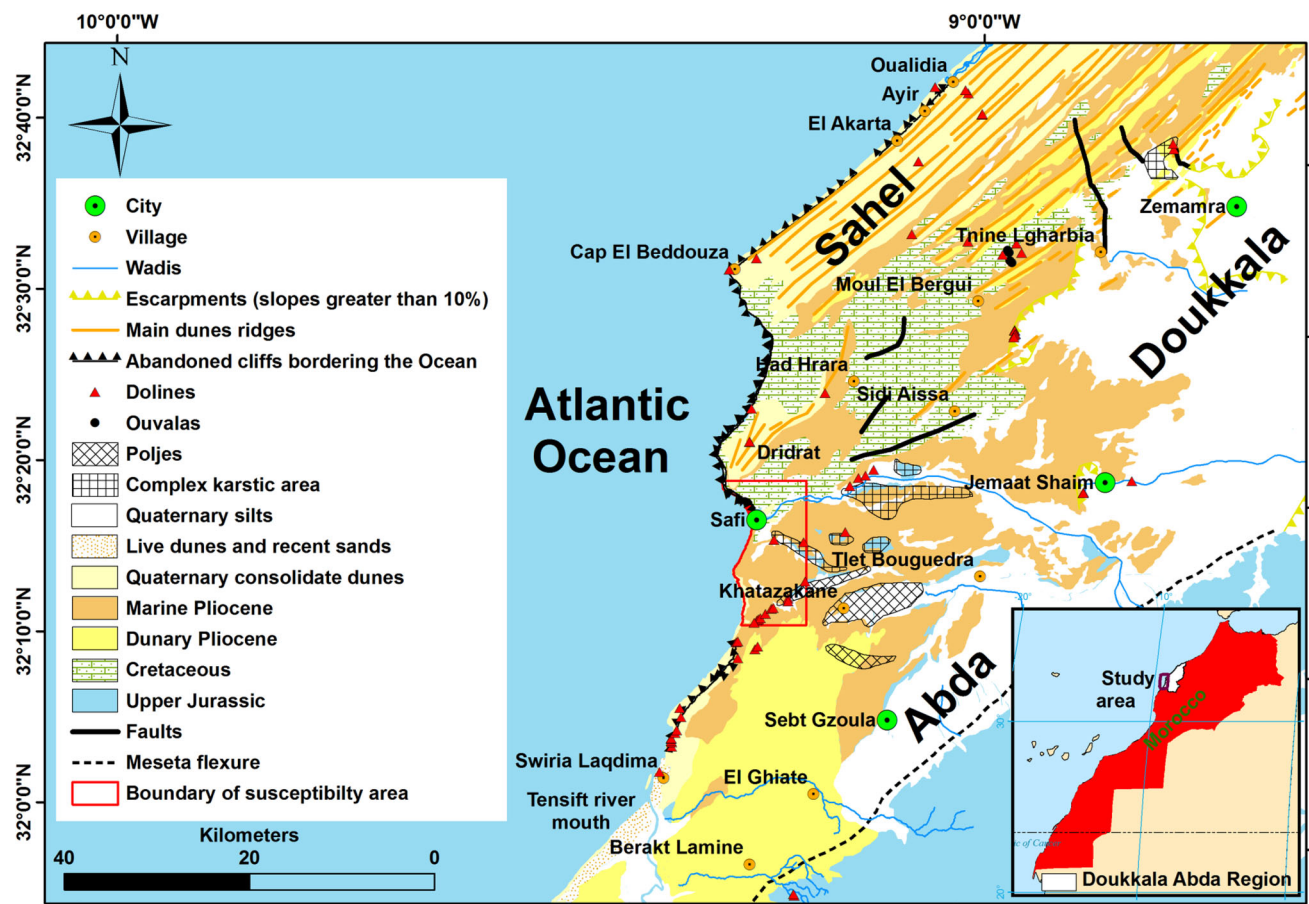 10°0'0"W
9°0'0"W
32°40'0"N
32°30'0"N
32°20'0"N
32°10'0"N
32°0'0"N
N
City
Village
Wadis
Escarpments (slopes greater than 10%)
Main dunes ridges
Abandoned cliffs bordering the Ocean
Dolines
Ouvalas
Poljes
Complex karstic area
Quaternary silts
Live dunes and recent sands
Quaternary consolidate dunes
Marine Pliocene
Dunary Pliocene
Cretaceous
Upper Jurassic
Faults
Meseta flexure
Boundary of susceptibilty area
Kilometers
40
20
0
Oualidia
Ayir
El Akarta
Sahel
Zemamra
Tnine Lgharbia
Cap El Beddouza
Moul El Bergui
Doukkala
Had Hrara
Sidi Aissa
Atlantic
Ocean
Dridrat
Jemaat Shaim
Safi
Tlet Bouguedra
Khatazakane
Abda
Sebt Gzoula
Swiria Laqdima
El Ghiate
Tensift river
mouth
Berakt Lamine
-20°
-10°
Study
area
Morocco
30
20°
Doukkala Abda Region